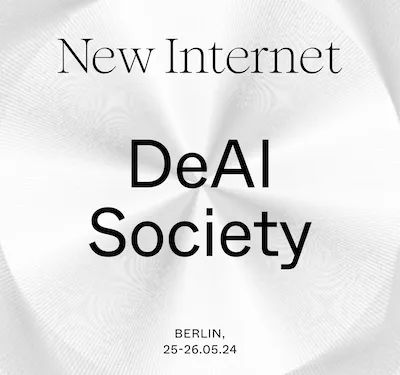 New Internet
DeAI
Society
BERLIN,
25-26.05.24